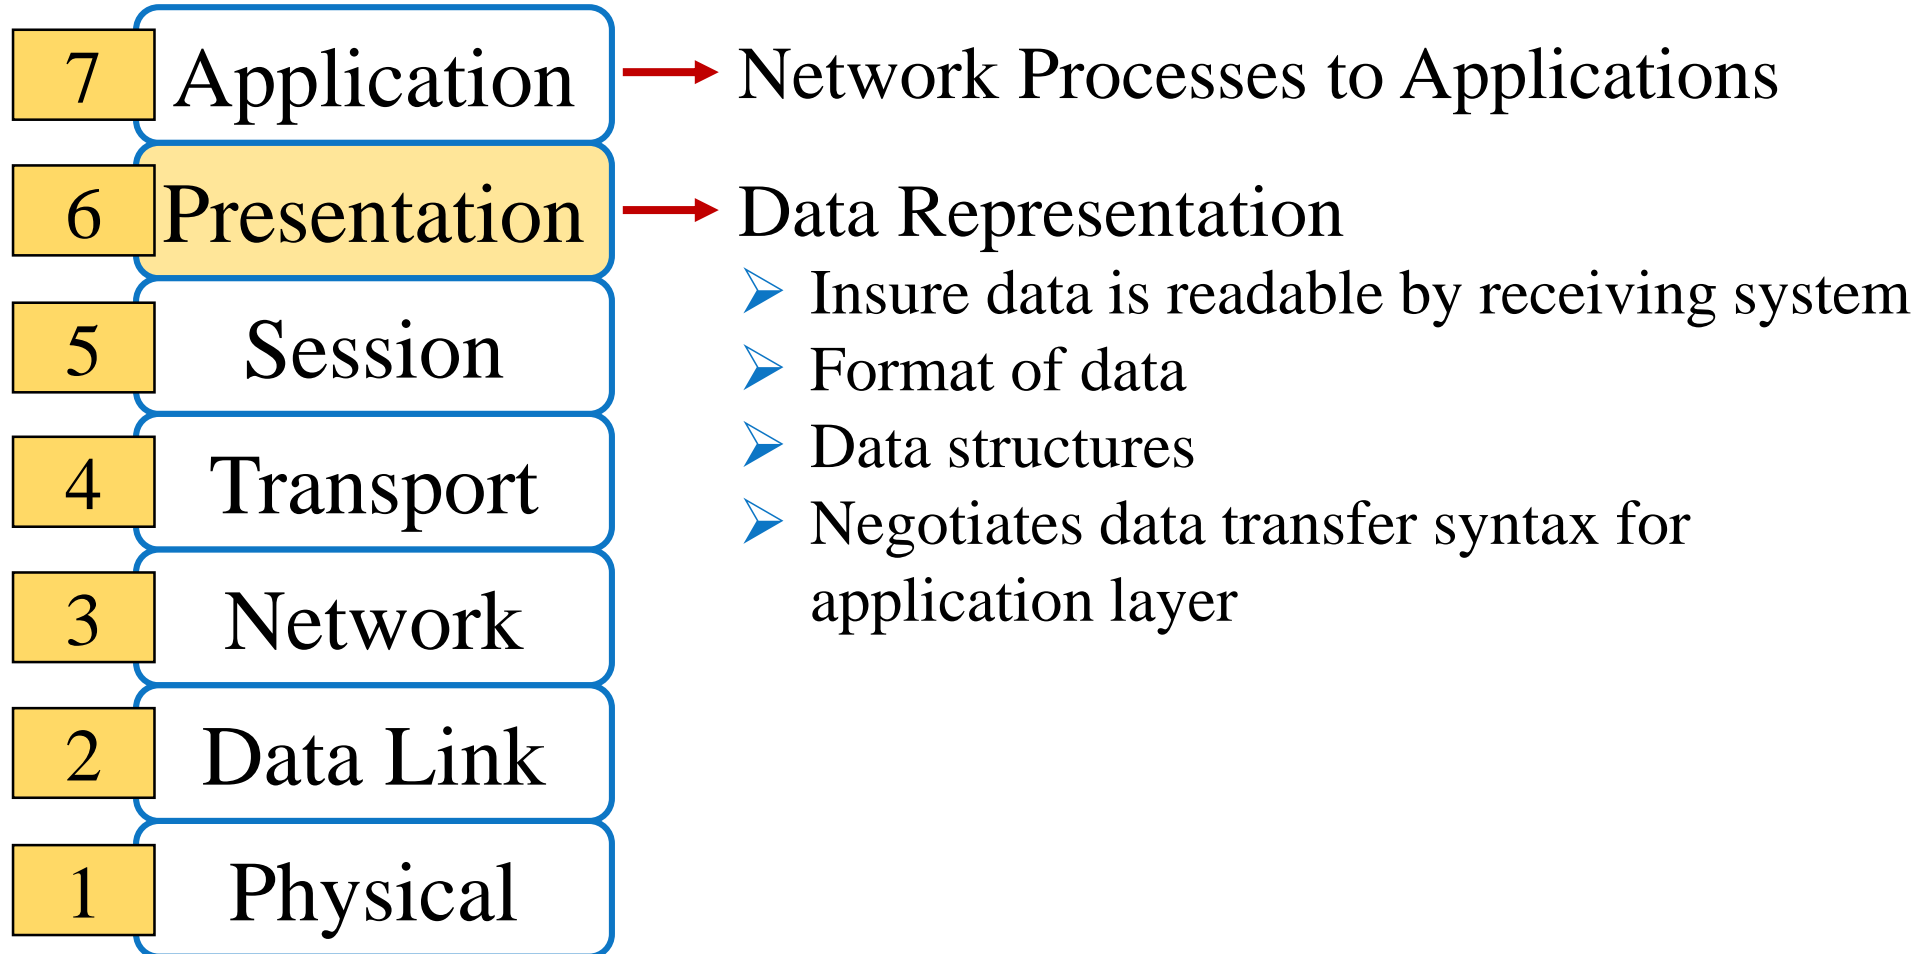 7 Application → Network Processes to Applications
6 Presentation → Data Representation
➢ Insure data is readable by receiving system
5 Session
➢ Format of data
➢ Data structures
4 Transport
➢ Negotiates data transfer syntax for
application layer
3 Network
2 Data Link
1 Physical